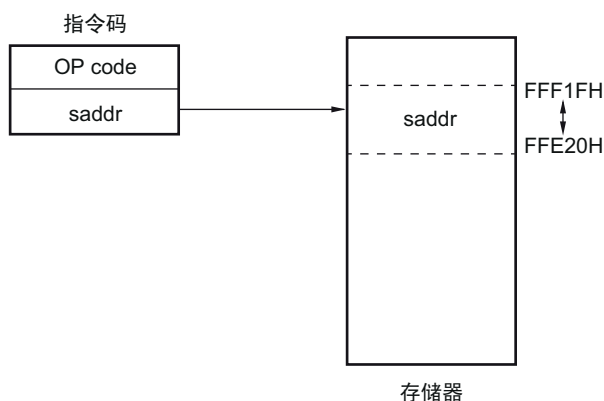 指令码
OP code
saddr
saddr
FFF1FH
FFE20H
存储器